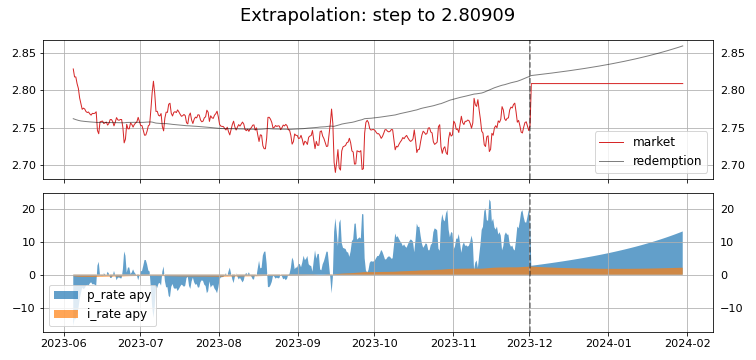 Extrapolation: step to 2.80909
2.85 2.85
2.80 2.80
2.75 2.75
2.70 2.70
market
redemption
20 20
10 10
0 0
−10 −10
p_rate apy
i_rate apy
2023-06 2023-07 2023-08 2023-09 2023-10 2023-11 2023-12 2024-01 2024-02